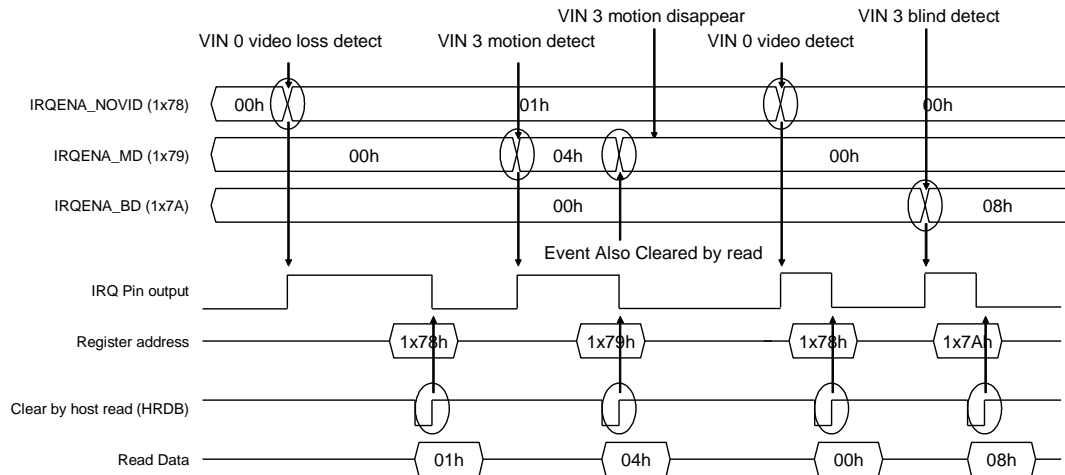 VIN 3 motion disappear
VIN 3 blind detect
VIN 0 video loss detect
VIN 3 motion detect
VIN 0 video detect
IRQENA_NOVID (1x78)
00h
01h
00h
IRQENA_MD (1x79)
00h
04h
00h
IRQENA_BD (1x7A)
00h
08h
Event Also Cleared by read
IRQ Pin output
Register address
1x78h
1x79h
1x78h
1x7Ah
Clear by host read (HRDB)
Read Data
01h
04h
00h
08h